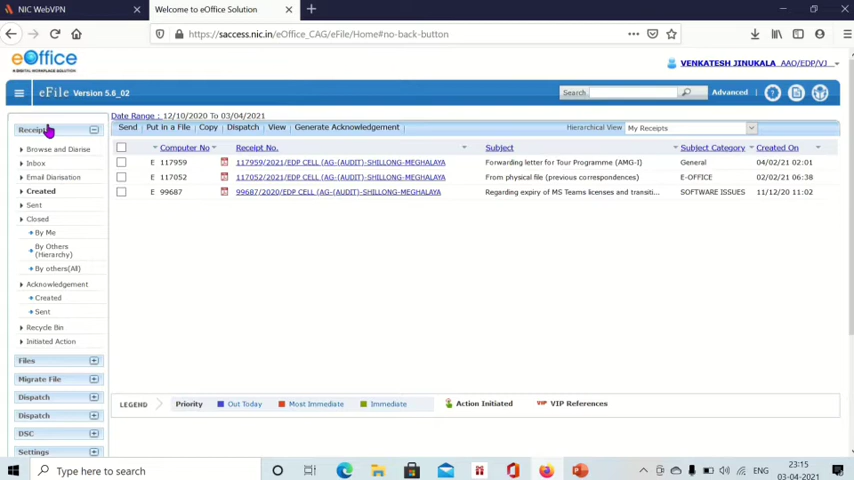 NIC WebVPN
Welcome to eOffice Solution
https://saccess.nic.in/eOffice_CAG/eFile/Home#no-back-button
eOffice
A DIGITAL WORKPLACE SOLUTION
VENKATESH JINUKALA AAO/EDP/VJ
eFile Version 5.6_02
Search
Advanced
Date Range : 12/10/2020 To 03/04/2021
Receipts
Send Put in a File Copy Dispatch View Generate Acknowledgement
Hierarchical View My Receipts
Computer No Receipt No. Subject Subject Category Created On
E 117959 117959/2021/EDP CELL (AG-(AUDIT)-SHILLONG-MEGHALAYA Forwarding letter for Tour Programme (AMG-I) General 04/02/21 02:01
E 117052 117052/2021/EDP CELL (AG-(AUDIT)-SHILLONG-MEGHALAYA From physical file (previous correspondences) E-OFFICE 02/02/21 06:38
E 99687 99687/2020/EDP CELL (AG-(AUDIT)-SHILLONG-MEGHALAYA Regarding expiry of MS Teams licenses and transiti... SOFTWARE ISSUES 11/12/20 11:02
Browse and Diarise
Inbox
Email Diarisation
Created
Sent
Closed
By Me
By Others
(Hierarchy)
By others(All)
Acknowledgement
Created
Sent
Recycle Bin
Initiated Action
Files
Migrate File
Dispatch
Dispatch
DSC
Settings
LEGEND Priority Out Today Most Immediate Immediate Action Initiated VIP VIP References
Type here to search
ENG
23:15
03-04-2021